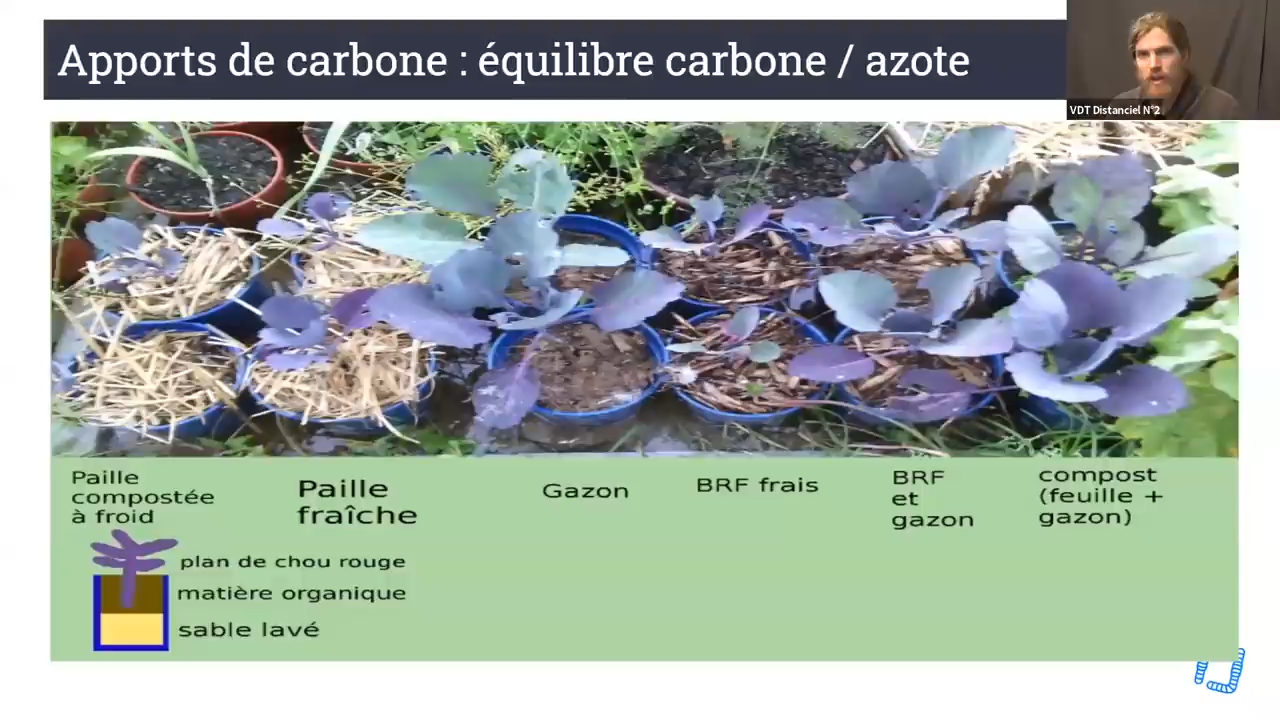 Apports de carbone : équilibre carbone / azote
VDT Distanciel N°2
Paille
compostée
à froid
Paille
fraîche
Gazon
BRF frais
BRF
et
gazon
compost
(feuille +
gazon)
plan de chou rouge
matière organique
sable lavé